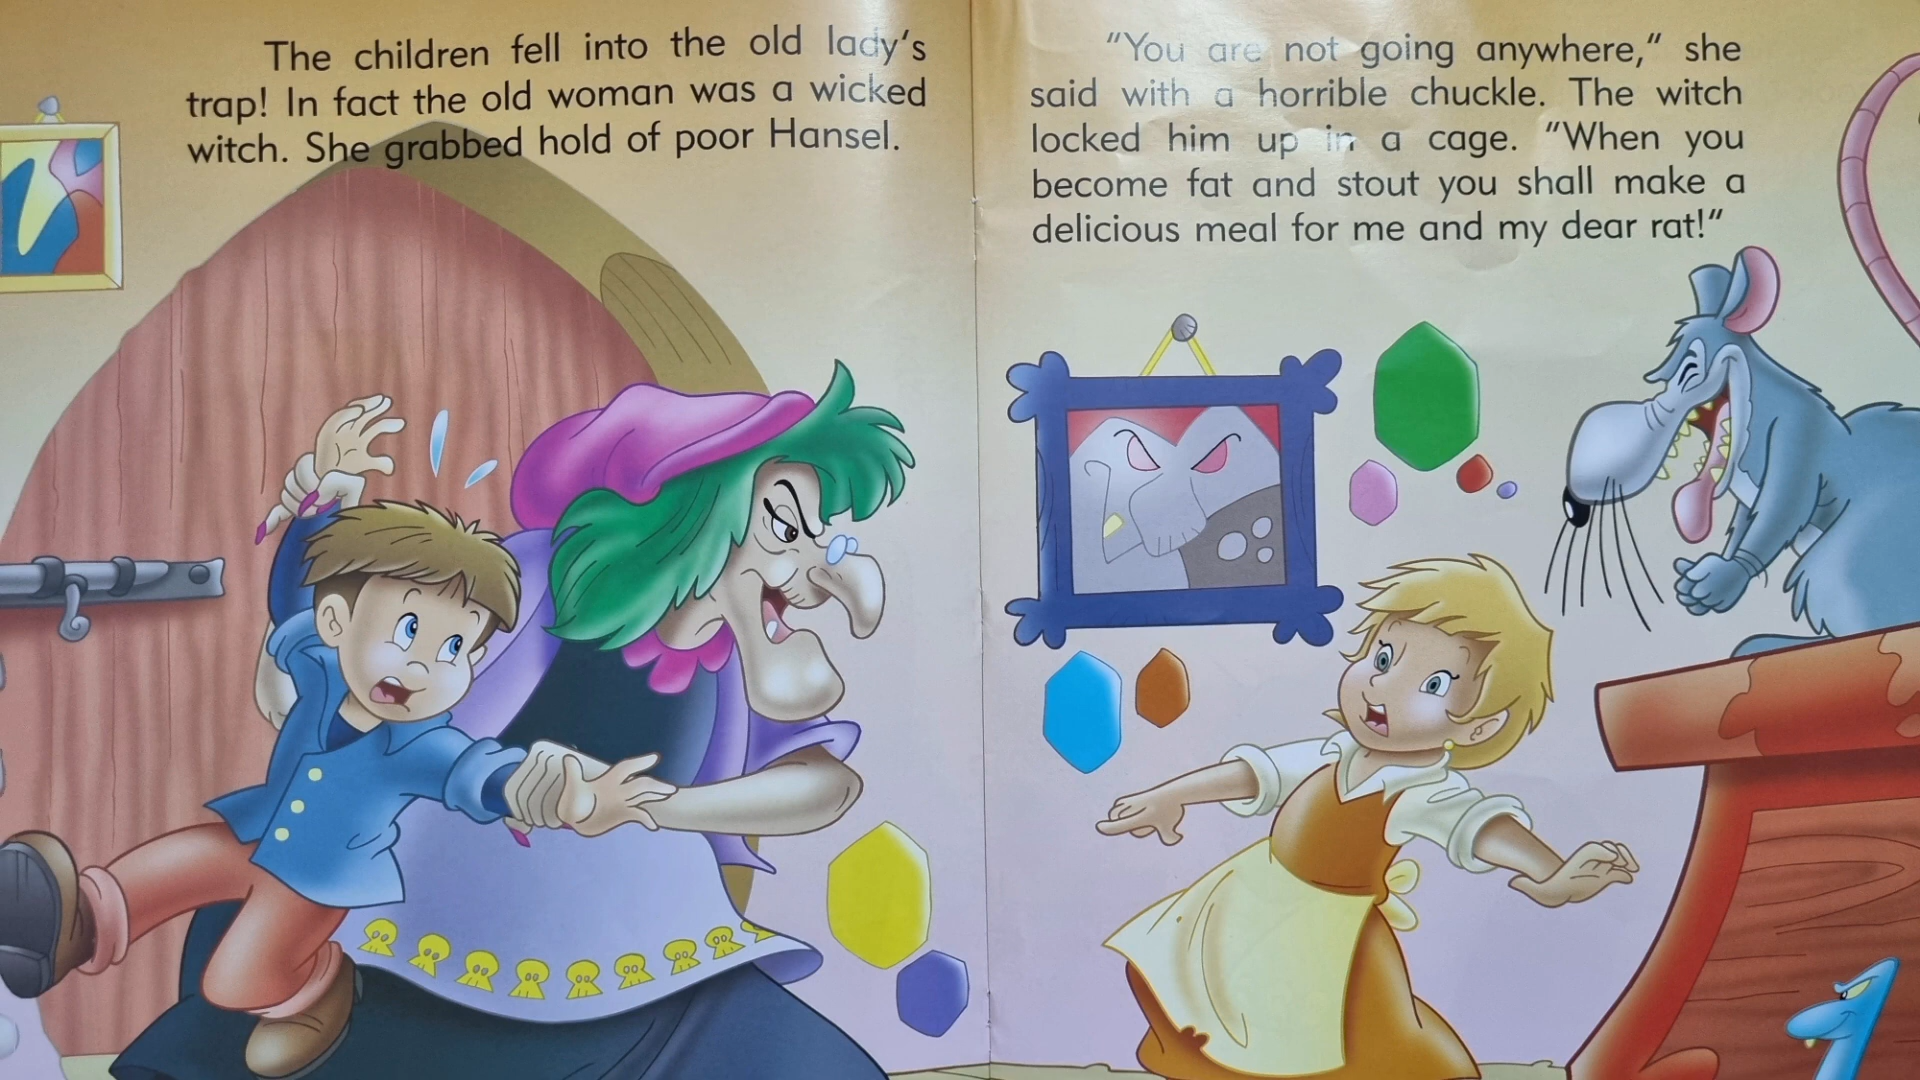 The children fell into the old lady's
trap! In fact the old woman was a wicked
witch. She grabbed hold of poor Hansel.
"You are not going anywhere," she
said with a horrible chuckle. The witch
locked him up in a cage. "When you
become fat and stout you shall make a
delicious meal for me and my dear rat!"